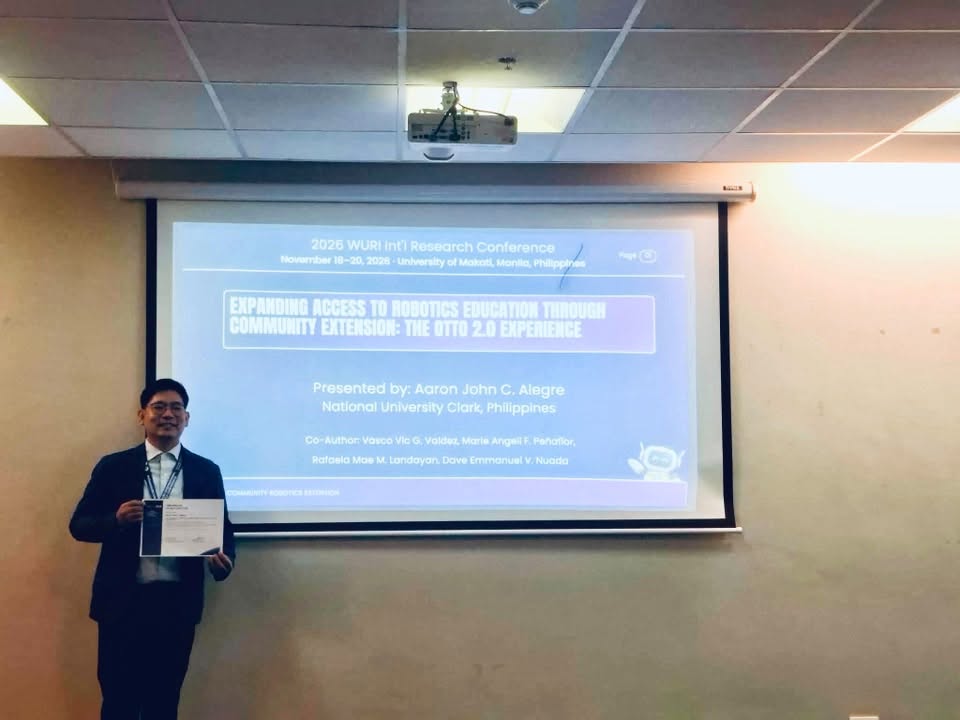 2026 WURI Int'l Research Conference
November 18–20, 2026 · University of Makati, Manila, Philippines
Page
EXPANDING ACCESS TO ROBOTICS EDUCATION THROUGH
COMMUNITY EXTENSION: THE OTTO 2.0 EXPERIENCE
Presented by: Aaron John C. Alegre
National University Clark, Philippines
Co-Author: Vasco Vic G. Valdez, Marie Angeli F. Peñaflor,
Rafaela Mae M. Landayan, Dave Emmanuel V. Nuada
COMMUNITY ROBOTICS EXTENSION